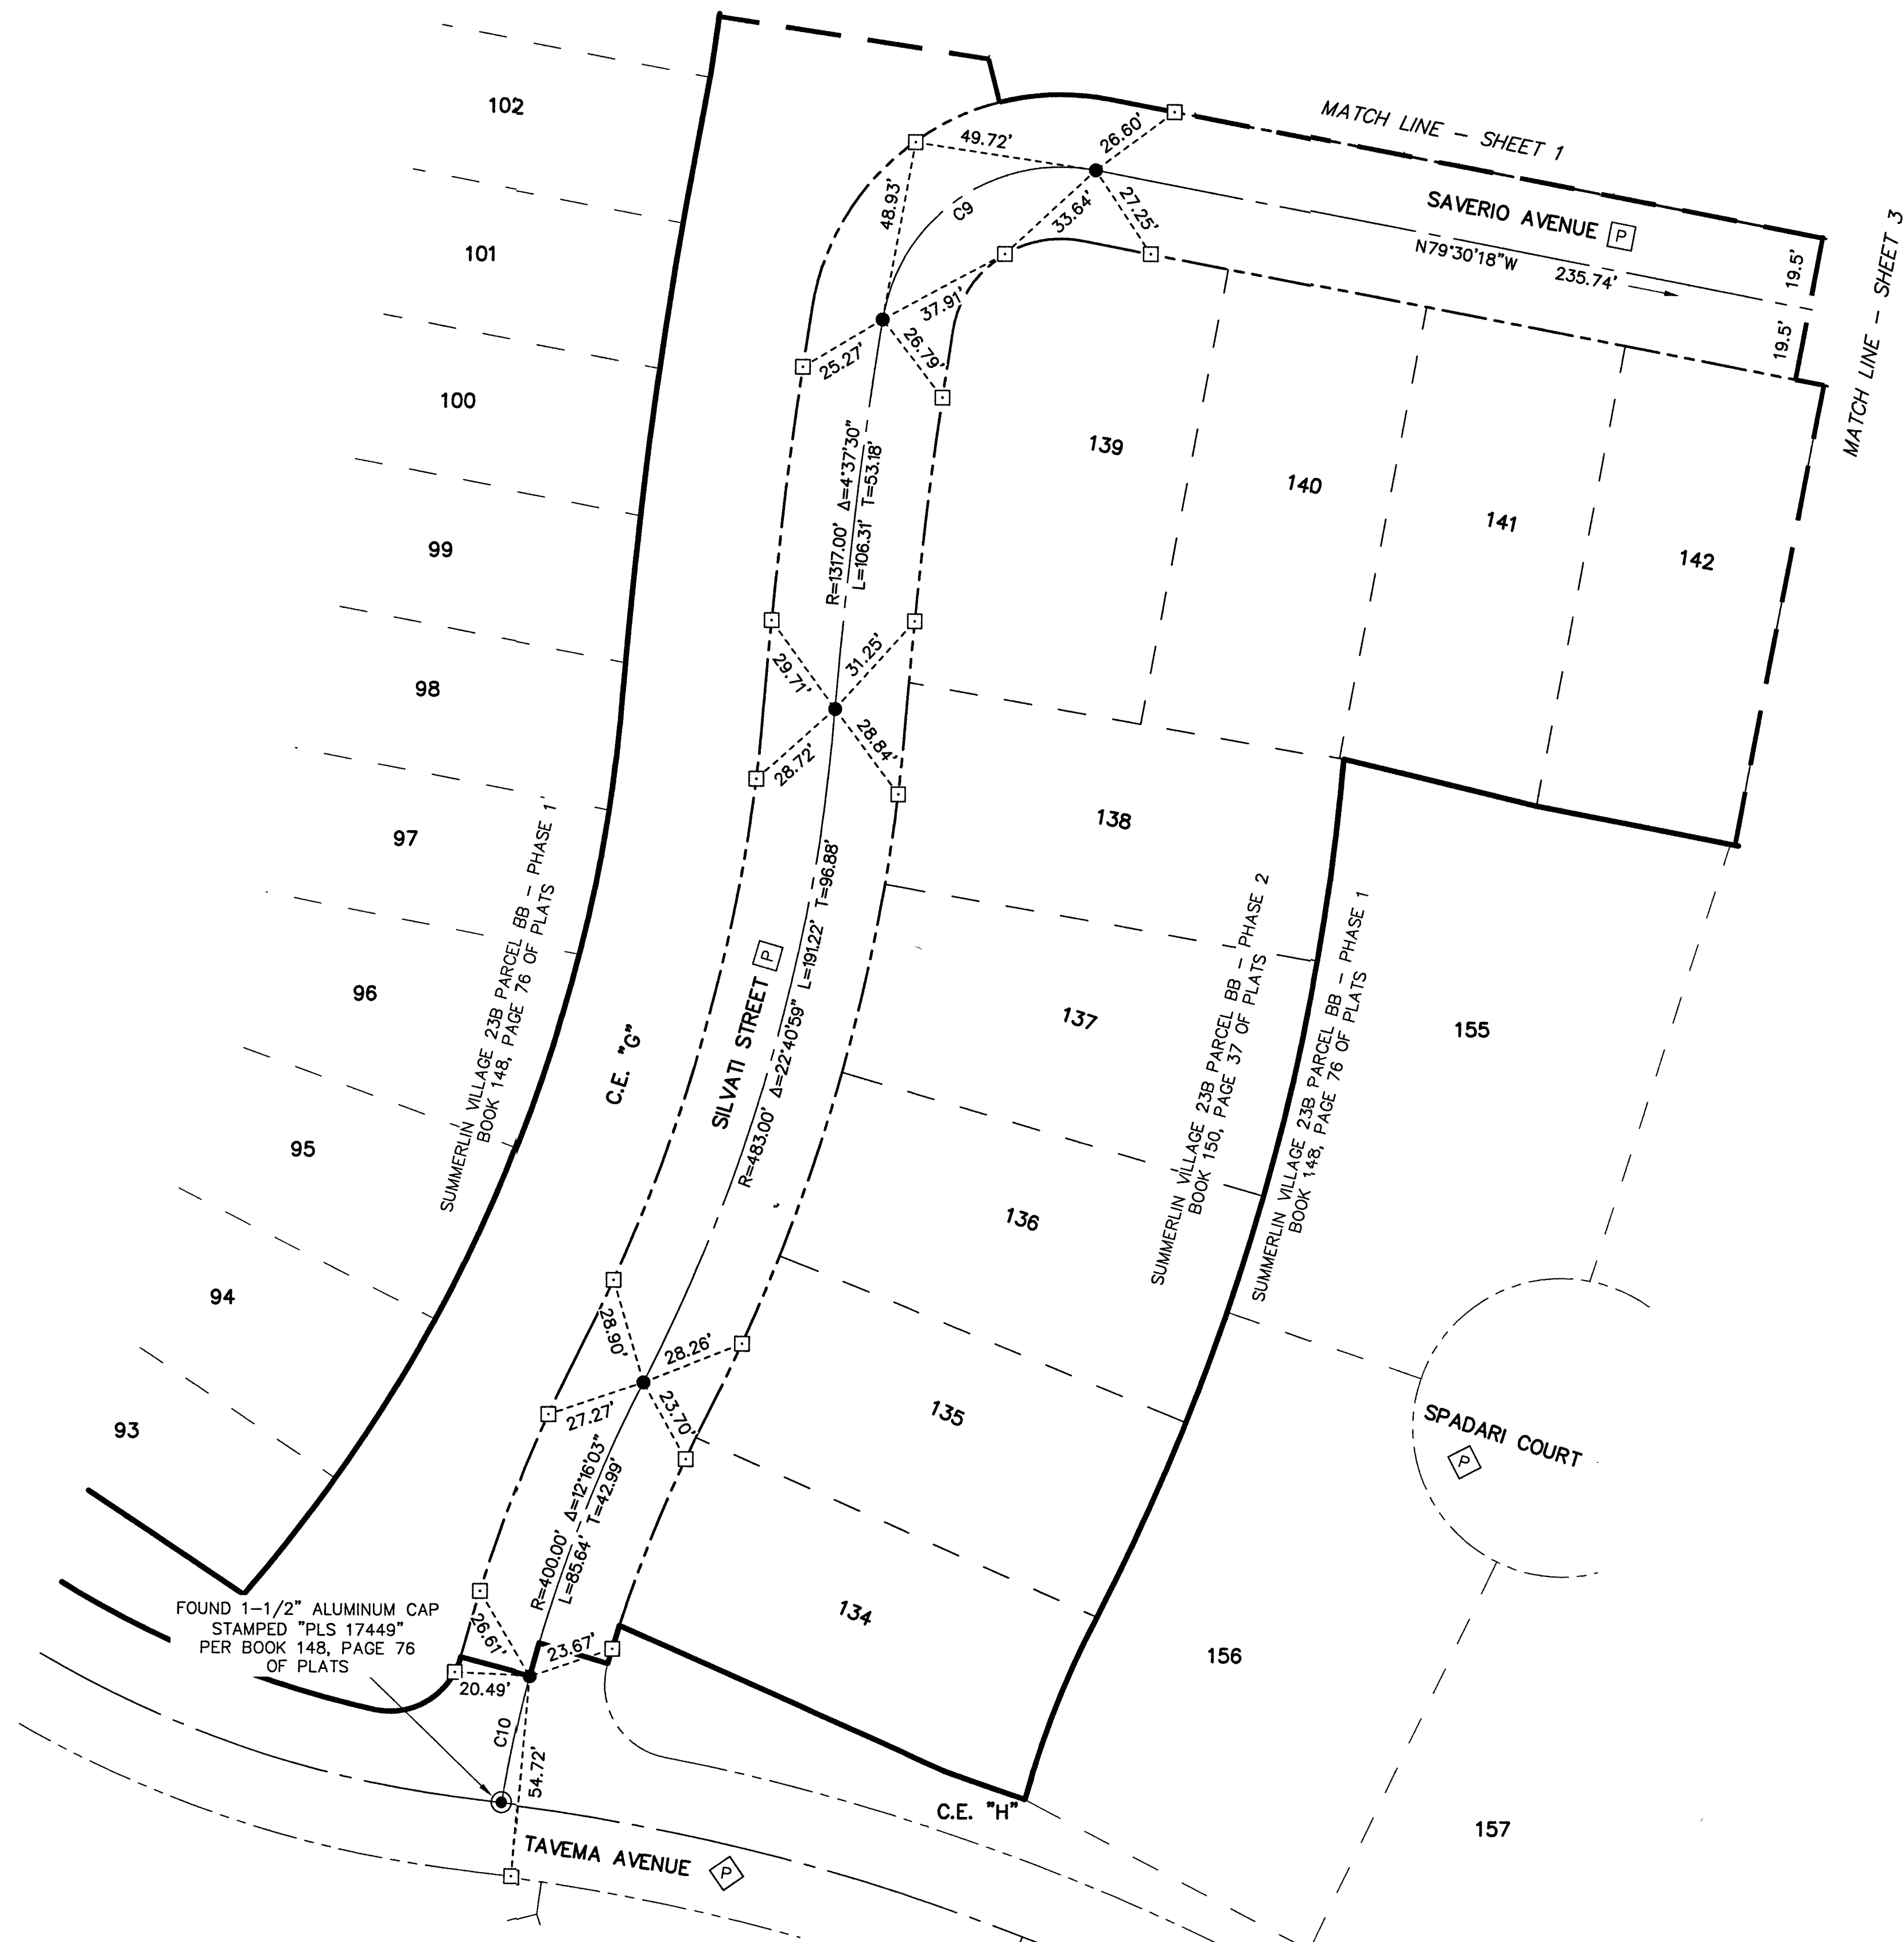 102
101
100
99
98
97
96
95
94
93
MATCH LINE - SHEET 1
MATCH LINE - SHEET 3
SAVERIO AVENUE P
N79°30'18"W 235.74'
19.5'
19.5'
49.72'
26.60'
48.93'
C9
33.64'
27.25'
37.91'
25.27'
26.79'
R=1317.00' Δ=4°37'30"
L=106.31' T=53.18'
139
140
141
142
29.71'
31.25'
28.72'
28.84'
138
137
136
135
134
SUMMERLIN VILLAGE 23B PARCEL BB - PHASE 1
BOOK 148, PAGE 76 OF PLATS
C.E. "G"
SILVATI STREET P
R=483.00' Δ=22°40'59" L=191.22' T=96.88'
SUMMERLIN VILLAGE 23B PARCEL BB - PHASE 2
BOOK 150, PAGE 37 OF PLATS
SUMMERLIN VILLAGE 23B PARCEL BB - PHASE 1
BOOK 148, PAGE 76 OF PLATS
155
28.90'
28.26'
27.27'
23.70'
R=400.00' Δ=12°16'03"
L=85.64' T=42.99'
SPADARI COURT
P
FOUND 1-1/2" ALUMINUM CAP
STAMPED "PLS 17449"
PER BOOK 148, PAGE 76
OF PLATS
26.61'
23.67'
20.49'
C10
54.72'
156
157
C.E. "H"
TAVEMA AVENUE P